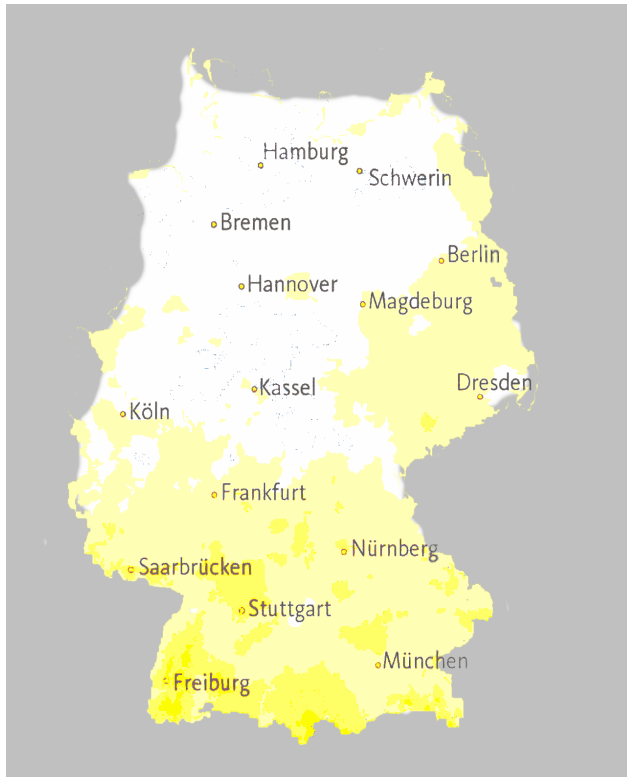 Hamburg
Schwerin
Bremen
Berlin
Hannover
Magdeburg
Kassel
Dresden
Köln
Frankfurt
Nürnberg
Saarbrücken
Stuttgart
München
Freiburg